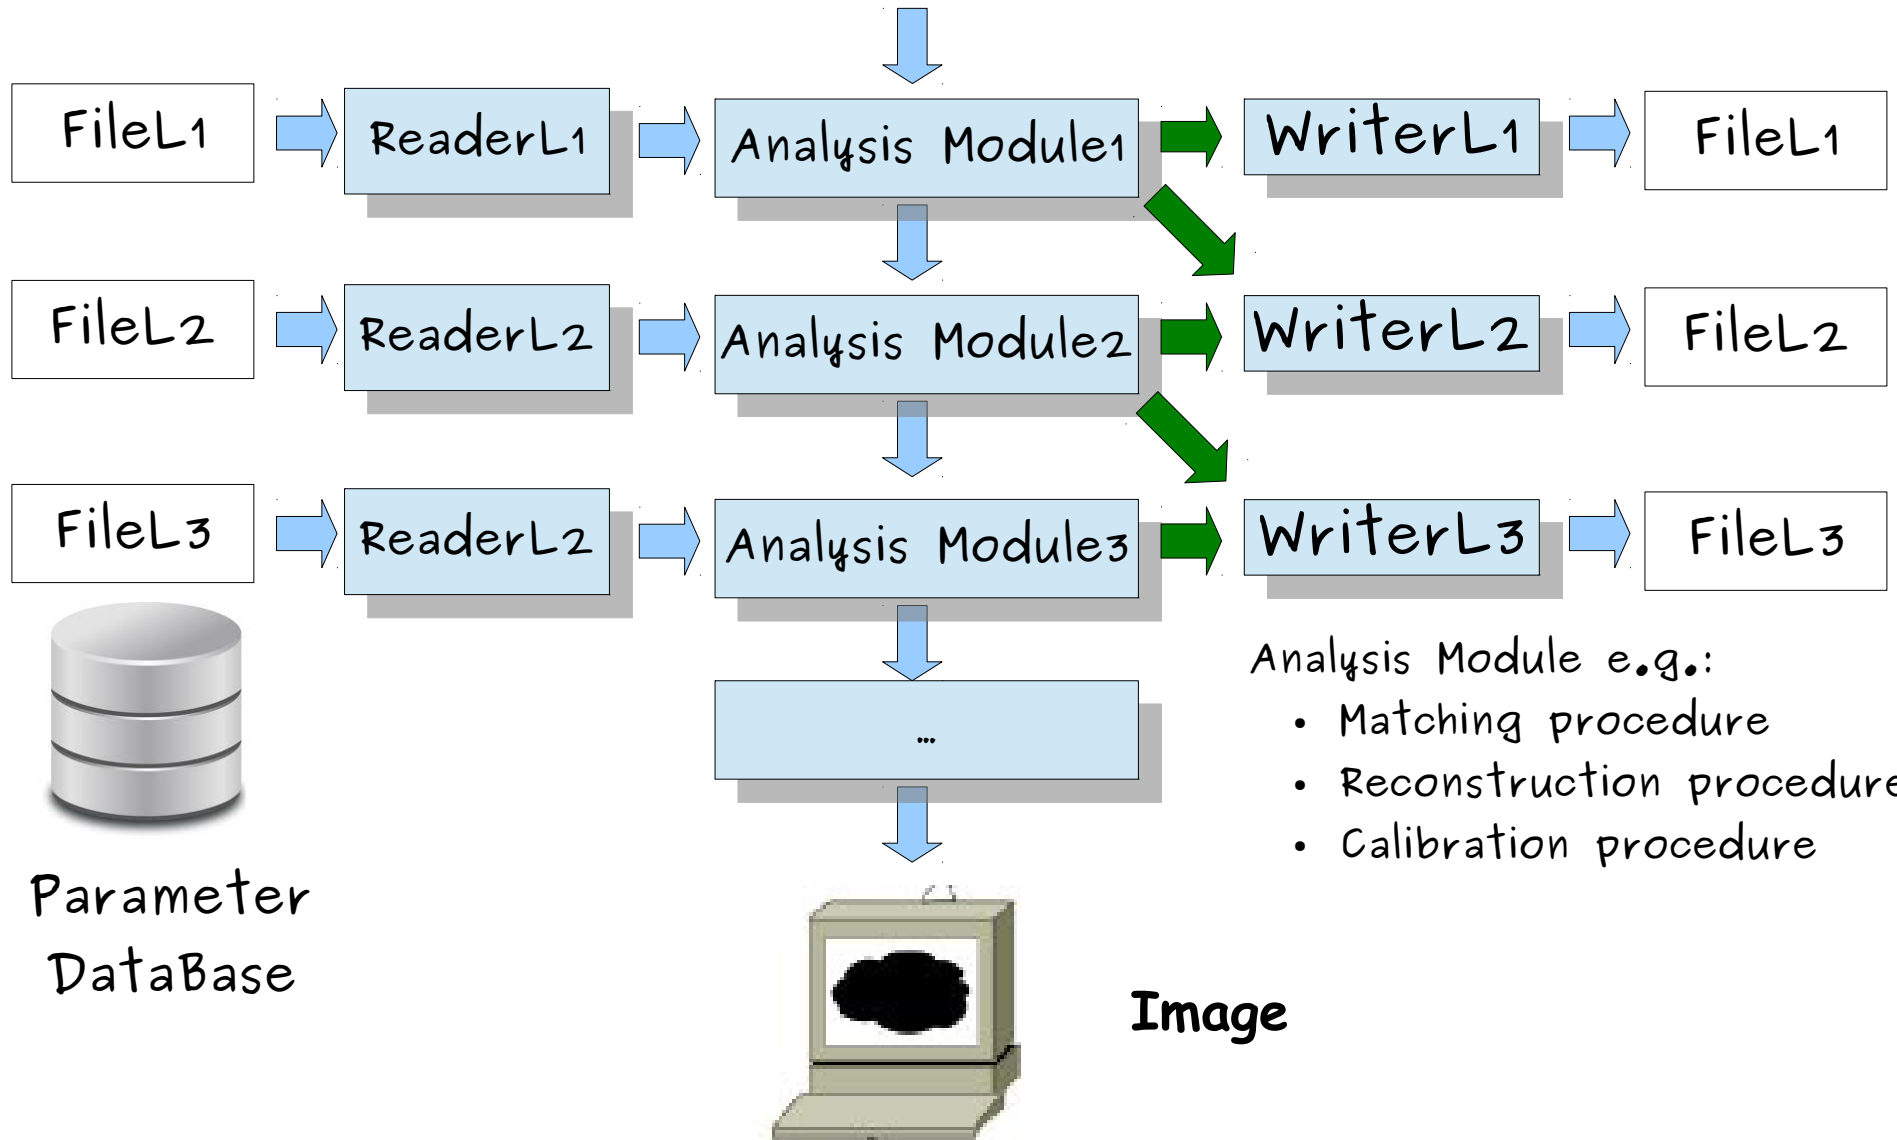 FileL1
ReaderL1
Analysis Module1
WriterL1
FileL1
FileL2
ReaderL2
Analysis Module2
WriterL2
FileL2
FileL3
ReaderL2
Analysis Module3
WriterL3
FileL3
...
Analysis Module e.g.:
• Matching procedure
• Reconstruction procedure
• Calibration procedure
Parameter
DataBase
Image